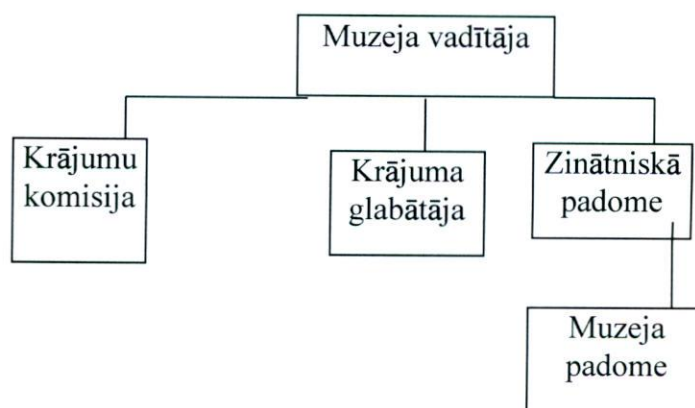 Muzeja vadītāja
Krājumu
komisija
Krājuma
glabātāja
Zinātniskā
padome
Muzeja
padome